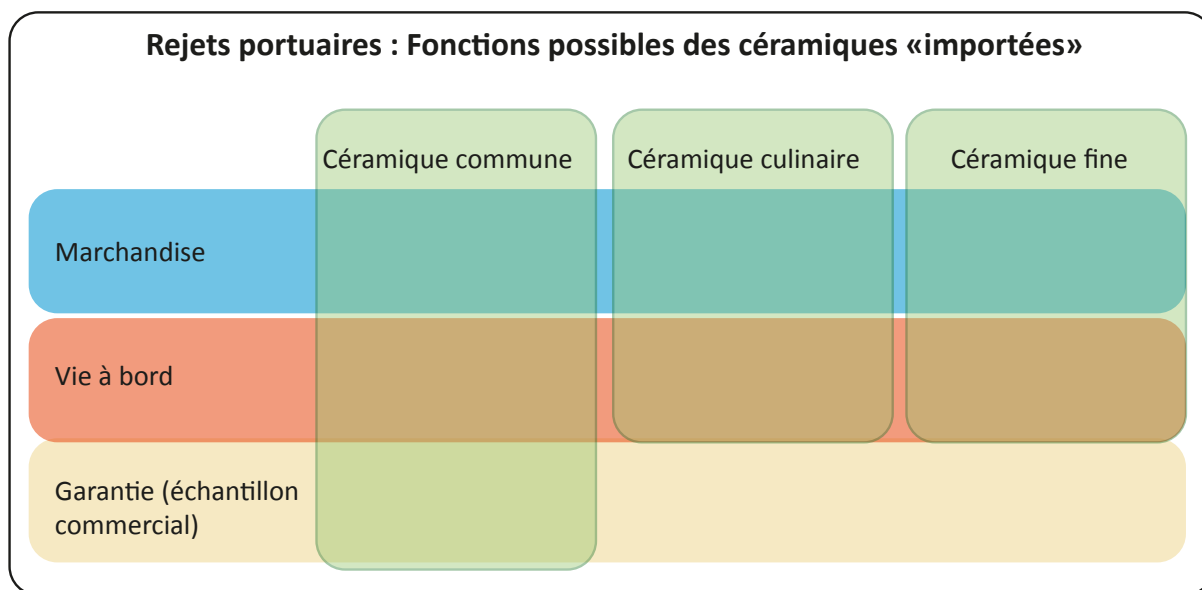 Rejets portuaires : Fonctions possibles des céramiques «importées»
Céramique commune
Céramique culinaire
Céramique fine
Marchandise
Vie à bord
Garantie (échantillon
commercial)